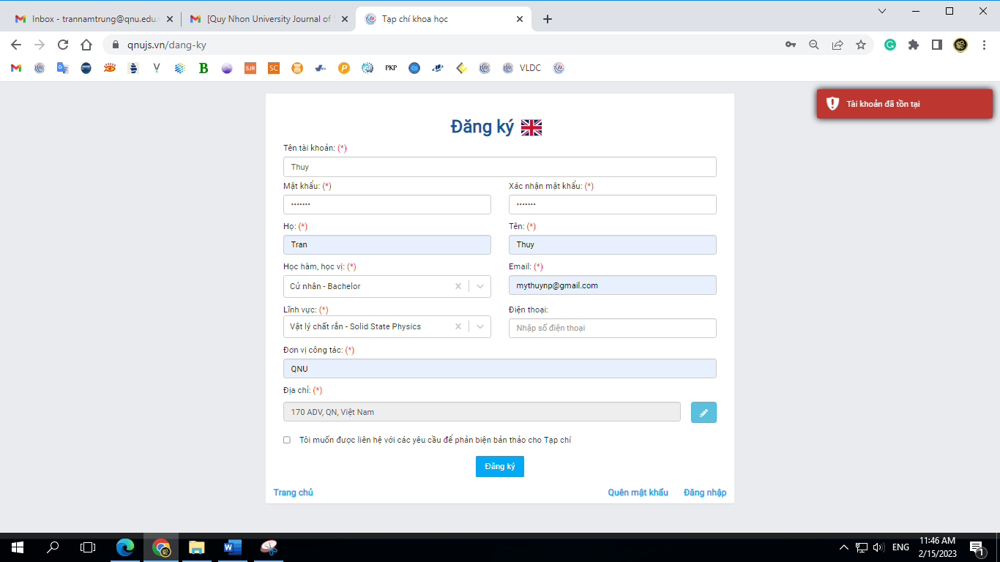 Inbox - trannamtrung@qnu.edu.v
[Quy Nhon University Journal of S
Tạp chí khoa học
qnujs.vn/dang-ky
V
B
SJR
SC
P
PKP
VLDC
Tài khoản đã tồn tại
Đăng ký
Tên tài khoản: (*)
Thuy
Mật khẩu: (*)
Xác nhận mật khẩu: (*)
•••••••
•••••••
Họ: (*)
Tên: (*)
Tran
Thuy
Học hàm, học vị: (*)
Email: (*)
Cử nhân - Bachelor
mythuynp@gmail.com
Lĩnh vực: (*)
Điện thoại:
Vật lý chất rắn - Solid State Physics
Nhập số điện thoại
Đơn vị công tác: (*)
QNU
Địa chỉ: (*)
170 ADV, QN, Việt Nam
Tôi muốn được liên hệ với các yêu cầu để phản biện bản thảo cho Tạp chí
Đăng ký
Trang chủ
Quên mật khẩu
Đăng nhập
ENG
11:46 AM
2/15/2023
1